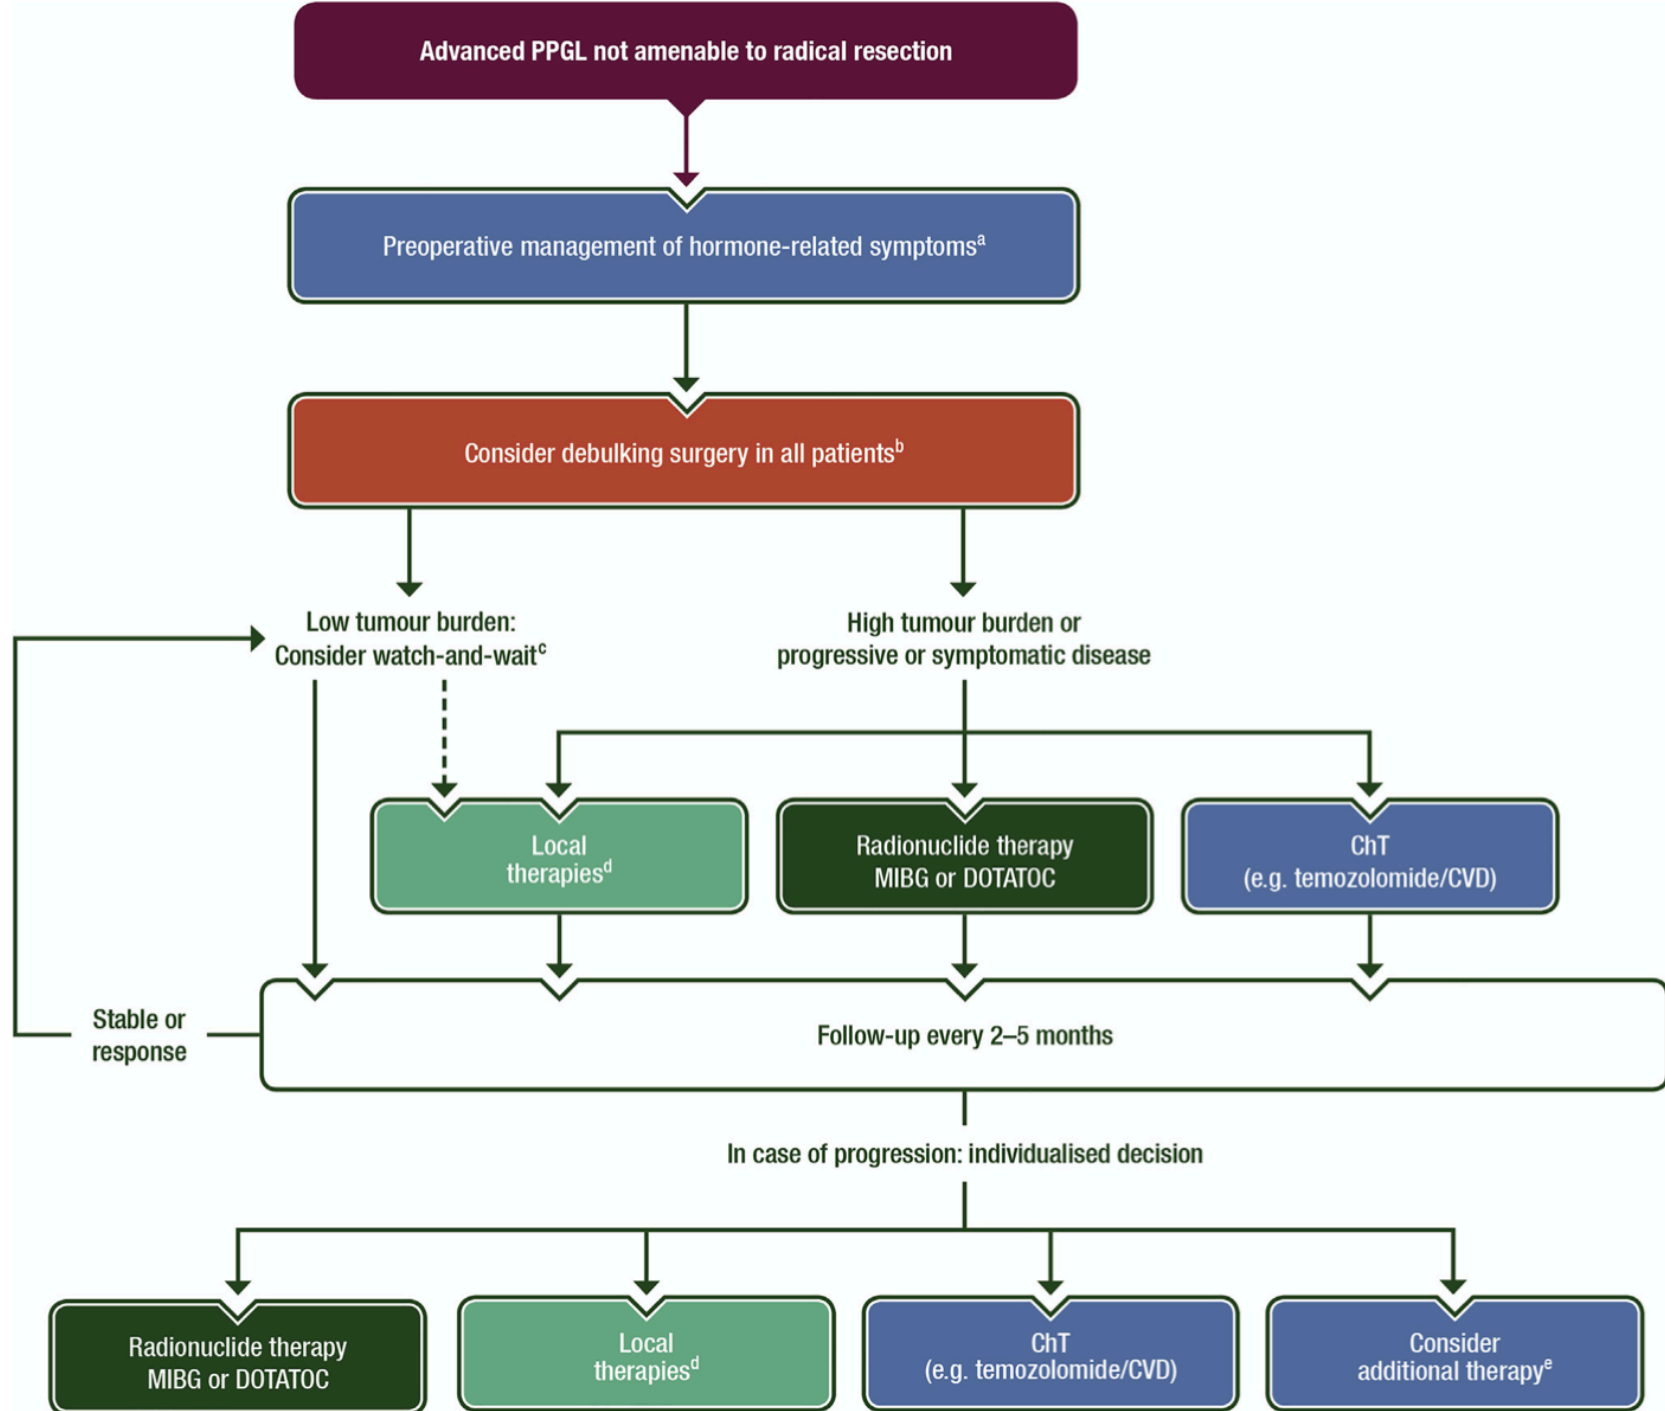 Advanced PPGL not amenable to radical resection
Preoperative management of hormone-related symptomsᵃ
Consider debulking surgery in all patientsᵇ
Low tumour burden:
Consider watch-and-waitᶜ
High tumour burden or
progressive or symptomatic disease
Local
therapiesᵈ
Radionuclide therapy
MIBG or DOTATOC
ChT
(e.g. temozolomide/CVD)
Stable or
response
Follow-up every 2–5 months
In case of progression: individualised decision
Radionuclide therapy
MIBG or DOTATOC
Local
therapiesᵈ
ChT
(e.g. temozolomide/CVD)
Consider
additional therapyᵉ